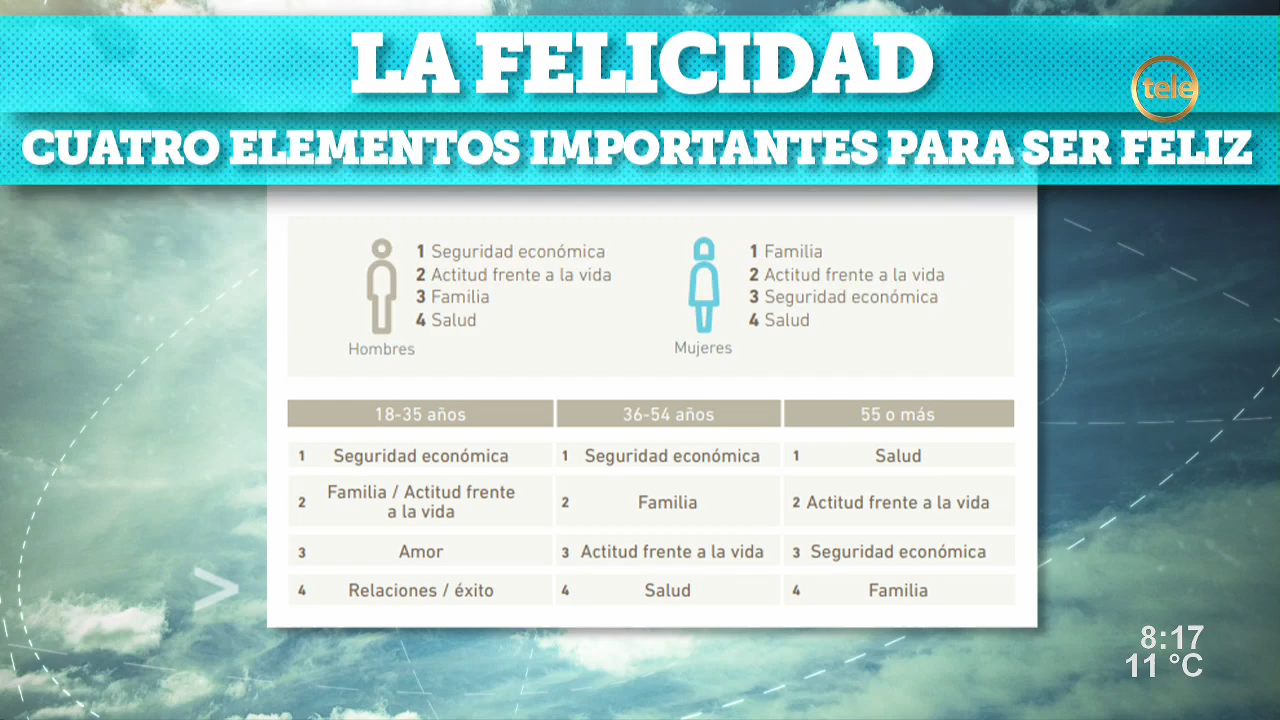 LA FELICIDAD
tele
CUATRO ELEMENTOS IMPORTANTES PARA SER FELIZ
1 Seguridad económica
2 Actitud frente a la vida
3 Familia
4 Salud
Hombres
1 Familia
2 Actitud frente a la vida
3 Seguridad económica
4 Salud
Mujeres
18-35 años 36-54 años 55 o más
1 Seguridad económica 1 Seguridad económica 1 Salud
2 Familia / Actitud frente a la vida 2 Familia 2 Actitud frente a la vida
3 Amor 3 Actitud frente a la vida 3 Seguridad económica
4 Relaciones / éxito 4 Salud 4 Familia
8:17
11 °C